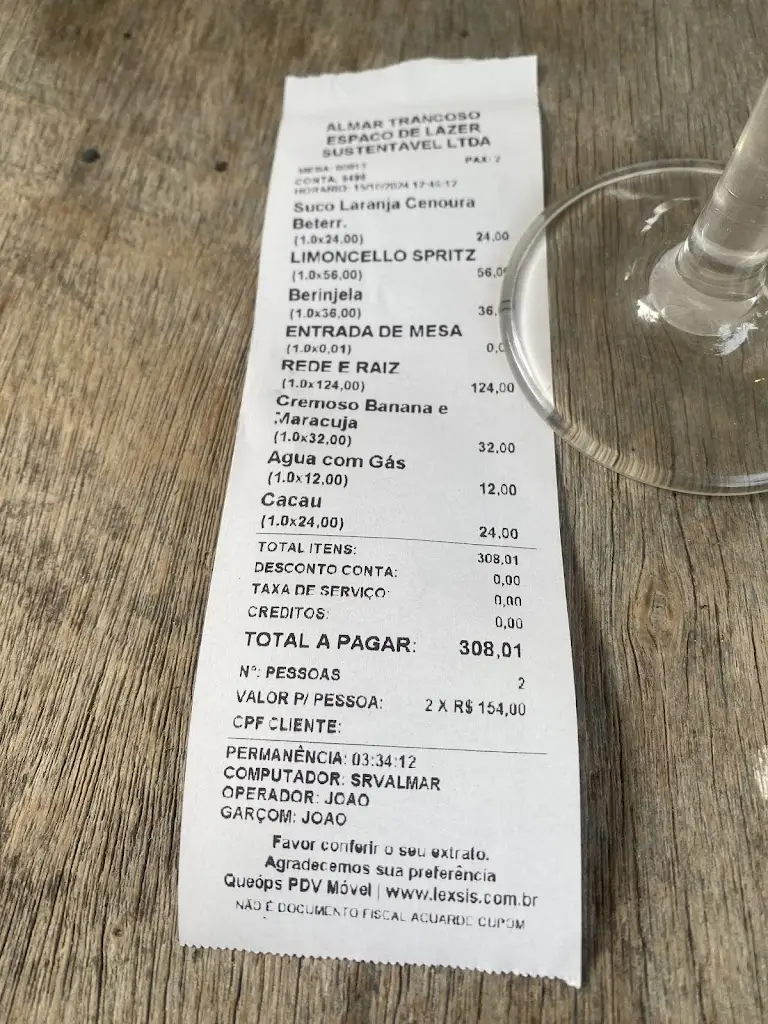 ALMAR TRANCOSO
ESPACO DE LAZER
SUSTENTAVEL LTDA
PAX: 2
CONTA:
HORARIO:
Suco Laranja Cenoura
Beterr.
(1.0x24,00) 24,00
LIMONCELLO SPRITZ
(1.0x56,00) 56,0
Berinjela
(1.0x36,00) 36,
ENTRADA DE MESA
(1.0x0,01) 0,0
REDE E RAIZ
(1.0x124,00) 124,00
Cremoso Banana e
Maracuja
(1.0x32,00) 32,00
Agua com Gás
(1.0x12,00) 12,00
Cacau
(1.0x24,00) 24,00
TOTAL ITENS: 308,01
DESCONTO CONTA: 0,00
TAXA DE SERVIÇO: 0,00
CREDITOS: 0,00
TOTAL A PAGAR: 308,01
Nº: PESSOAS 2
VALOR P/ PESSOA: 2 X R$ 154,00
CPF CLIENTE:
PERMANÊNCIA: 03:34:12
COMPUTADOR: SRVALMAR
OPERADOR: JOAO
GARÇOM: JOAO
Favor conferir o seu extrato.
Agradecemos sua preferência
Queóps PDV Móvel | www.lexsis.com.br
NÃO É DOCUMENTO FISCAL AGUARDE CUPOM